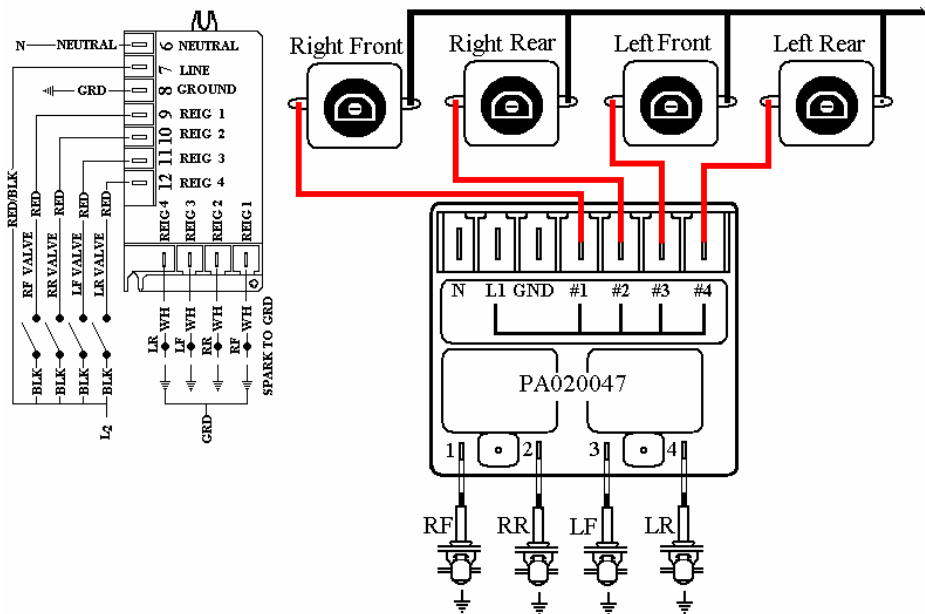 N NEUTRAL
6 NEUTRAL
7 LINE
GRD
8 GROUND
9 REIG 1
10 REIG 2
11 REIG 3
12 REIG 4
RED/BLK
RF VALVE RED
RR VALVE RED
LF VALVE RED
LR VALVE RED
BLK
BLK
BLK
BLK
L2
REIG 4
REIG 3
REIG 2
REIG 1
LR WH
LF WH
RR WH
RF WH
SPARK TO GRD
GRD
Right Front
Right Rear
Left Front
Left Rear
N L1 GND #1 #2 #3 #4
PA020047
1 2 3 4
RF RR LF LR